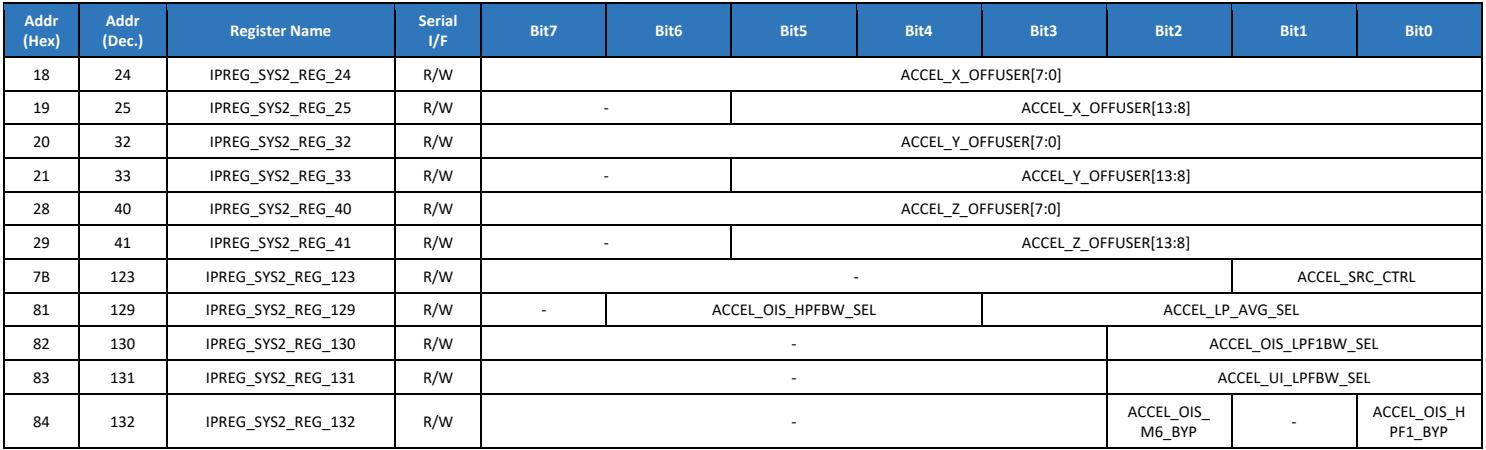 Addr (Hex) Addr (Dec.) Register Name Serial I/F Bit7 Bit6 Bit5 Bit4 Bit3 Bit2 Bit1 Bit0
18 24 IPREG_SYS2_REG_24 R/W ACCEL_X_OFFUSER[7:0]
19 25 IPREG_SYS2_REG_25 R/W - ACCEL_X_OFFUSER[13:8]
20 32 IPREG_SYS2_REG_32 R/W ACCEL_Y_OFFUSER[7:0]
21 33 IPREG_SYS2_REG_33 R/W - ACCEL_Y_OFFUSER[13:8]
28 40 IPREG_SYS2_REG_40 R/W ACCEL_Z_OFFUSER[7:0]
29 41 IPREG_SYS2_REG_41 R/W - ACCEL_Z_OFFUSER[13:8]
7B 123 IPREG_SYS2_REG_123 R/W - ACCEL_SRC_CTRL
81 129 IPREG_SYS2_REG_129 R/W - ACCEL_OIS_HPFBW_SEL ACCEL_LP_AVG_SEL
82 130 IPREG_SYS2_REG_130 R/W - ACCEL_OIS_LPF1BW_SEL
83 131 IPREG_SYS2_REG_131 R/W - ACCEL_UI_LPFBW_SEL
84 132 IPREG_SYS2_REG_132 R/W - ACCEL_OIS_M6_BYP - ACCEL_OIS_HPF1_BYP